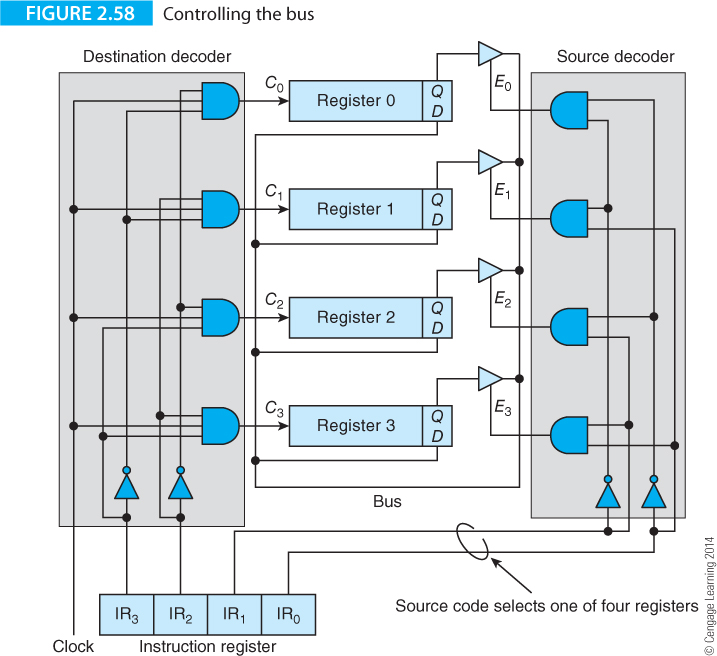 FIGURE 2.58 Controlling the bus
Destination decoder
Source decoder
C0
Register 0
Q
D
E0
C1
Register 1
Q
D
E1
C2
Register 2
Q
D
E2
C3
Register 3
Q
D
E3
Bus
Source code selects one of four registers
IR3 IR2 IR1 IR0
Clock
Instruction register
© Cengage Learning 2014